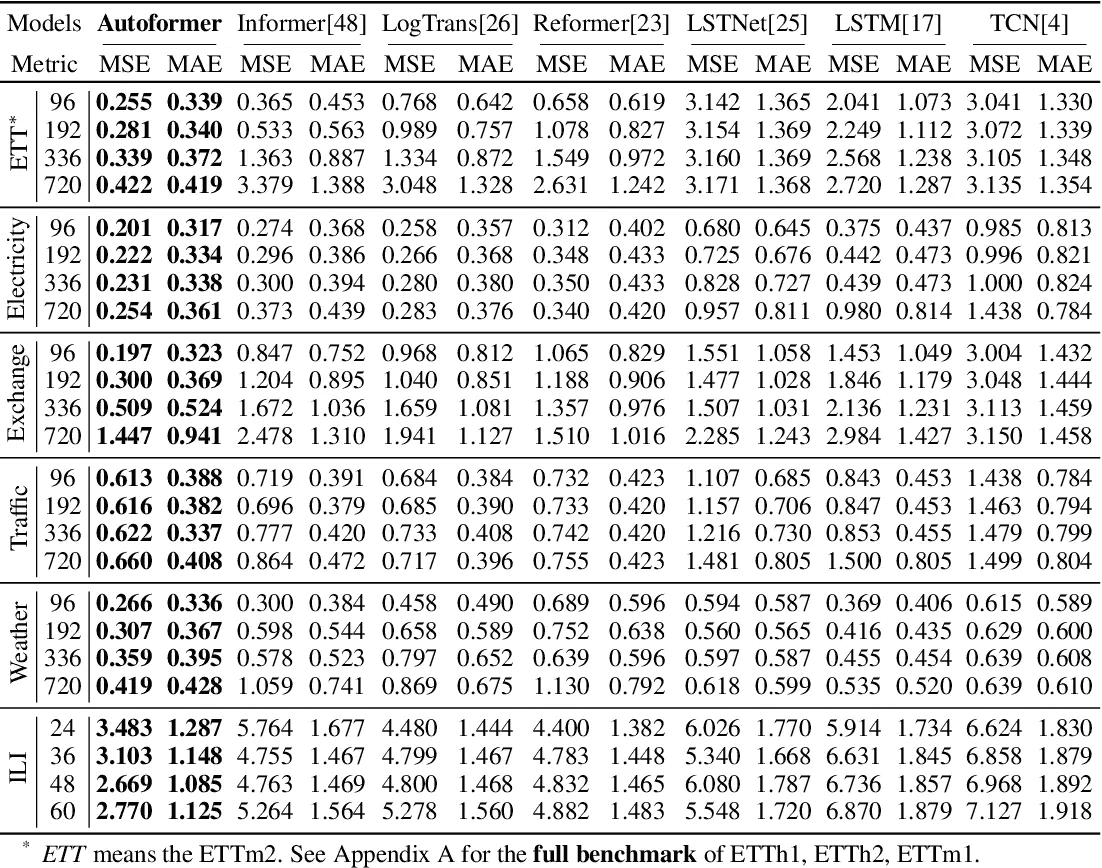 Models Autoformer Informer[48] LogTrans[26] Reformer[23] LSTNet[25] LSTM[17] TCN[4]
Metric MSE MAE MSE MAE MSE MAE MSE MAE MSE MAE MSE MAE MSE MAE
ETT*
96 0.255 0.339 0.365 0.453 0.768 0.642 0.658 0.619 3.142 1.365 2.041 1.073 3.041 1.330
192 0.281 0.340 0.533 0.563 0.989 0.757 1.078 0.827 3.154 1.369 2.249 1.112 3.072 1.339
336 0.339 0.372 1.363 0.887 1.334 0.872 1.549 0.972 3.160 1.369 2.568 1.238 3.105 1.348
720 0.422 0.419 3.379 1.388 3.048 1.328 2.631 1.242 3.171 1.368 2.720 1.287 3.135 1.354
Electricity
96 0.201 0.317 0.274 0.368 0.258 0.357 0.312 0.402 0.680 0.645 0.375 0.437 0.985 0.813
192 0.222 0.334 0.296 0.386 0.266 0.368 0.348 0.433 0.725 0.676 0.442 0.473 0.996 0.821
336 0.231 0.338 0.300 0.394 0.280 0.380 0.350 0.433 0.828 0.727 0.439 0.473 1.000 0.824
720 0.254 0.361 0.373 0.439 0.283 0.376 0.340 0.420 0.957 0.811 0.980 0.814 1.438 0.784
Exchange
96 0.197 0.323 0.847 0.752 0.968 0.812 1.065 0.829 1.551 1.058 1.453 1.049 3.004 1.432
192 0.300 0.369 1.204 0.895 1.040 0.851 1.188 0.906 1.477 1.028 1.846 1.179 3.048 1.444
336 0.509 0.524 1.672 1.036 1.659 1.081 1.357 0.976 1.507 1.031 2.136 1.231 3.113 1.459
720 1.447 0.941 2.478 1.310 1.941 1.127 1.510 1.016 2.285 1.243 2.984 1.427 3.150 1.458
Traffic
96 0.613 0.388 0.719 0.391 0.684 0.384 0.732 0.423 1.107 0.685 0.843 0.453 1.438 0.784
192 0.616 0.382 0.696 0.379 0.685 0.390 0.733 0.420 1.157 0.706 0.847 0.453 1.463 0.794
336 0.622 0.337 0.777 0.420 0.733 0.408 0.742 0.420 1.216 0.730 0.853 0.455 1.479 0.799
720 0.660 0.408 0.864 0.472 0.717 0.396 0.755 0.423 1.481 0.805 1.500 0.805 1.499 0.804
Weather
96 0.266 0.336 0.300 0.384 0.458 0.490 0.689 0.596 0.594 0.587 0.369 0.406 0.615 0.589
192 0.307 0.367 0.598 0.544 0.658 0.589 0.752 0.638 0.560 0.565 0.416 0.435 0.629 0.600
336 0.359 0.395 0.578 0.523 0.797 0.652 0.639 0.596 0.597 0.587 0.455 0.454 0.639 0.608
720 0.419 0.428 1.059 0.741 0.869 0.675 1.130 0.792 0.618 0.599 0.535 0.520 0.639 0.610
ILI
24 3.483 1.287 5.764 1.677 4.480 1.444 4.400 1.382 6.026 1.770 5.914 1.734 6.624 1.830
36 3.103 1.148 4.755 1.467 4.799 1.467 4.783 1.448 5.340 1.668 6.631 1.845 6.858 1.879
48 2.669 1.085 4.763 1.469 4.800 1.468 4.832 1.465 6.080 1.787 6.736 1.857 6.968 1.892
60 2.770 1.125 5.264 1.564 5.278 1.560 4.882 1.483 5.548 1.720 6.870 1.879 7.127 1.918
* ETT means the ETTm2. See Appendix A for the full benchmark of ETTh1, ETTh2, ETTm1.